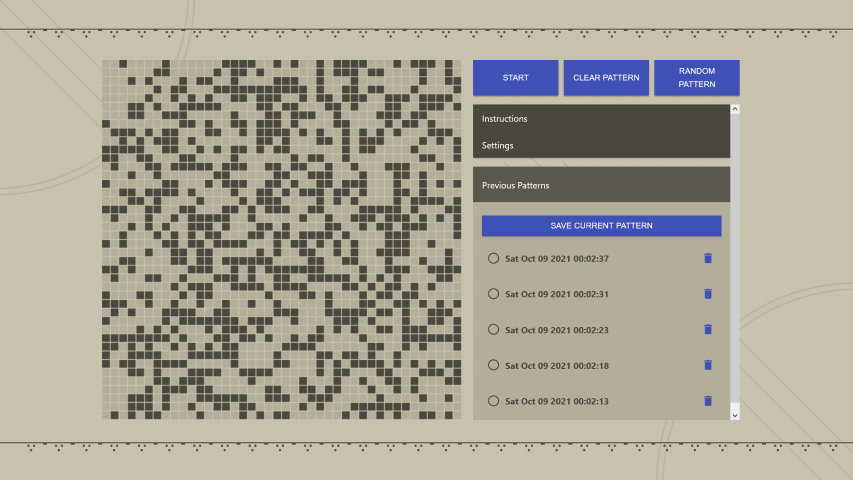 START
CLEAR PATTERN
RANDOM
PATTERN
Instructions
Settings
Previous Patterns
SAVE CURRENT PATTERN
Sat Oct 09 2021 00:02:37
Sat Oct 09 2021 00:02:31
Sat Oct 09 2021 00:02:23
Sat Oct 09 2021 00:02:18
Sat Oct 09 2021 00:02:13